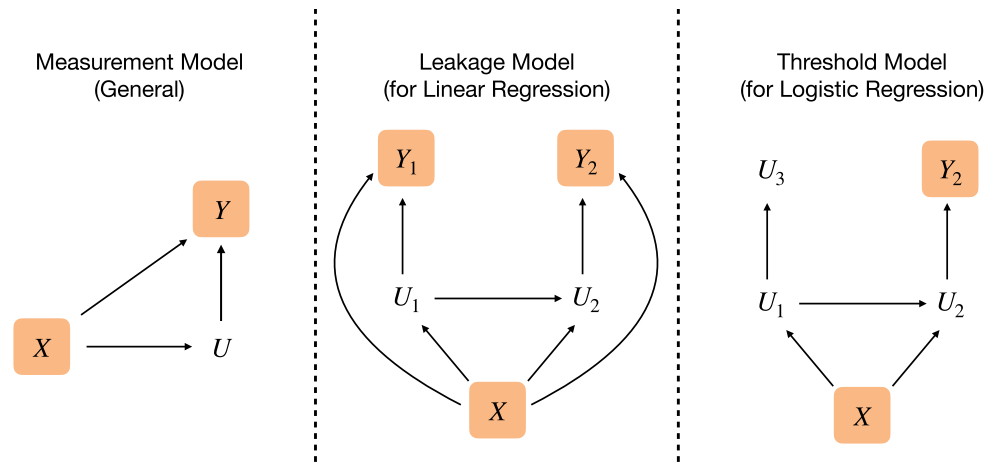 Measurement Model
(General)
Y
X
U
Leakage Model
(for Linear Regression)
Y₁
Y₂
U₁
U₂
X
Threshold Model
(for Logistic Regression)
U₃
Y₂
U₁
U₂
X